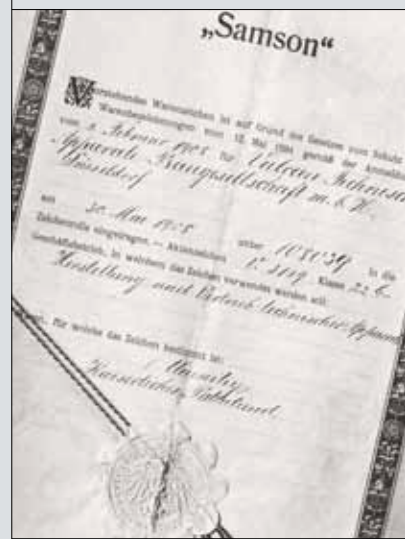 „Samson“
Vorstehendes Warenzeichen ist auf Grund des Gesetzes zum Schutz
Warenbezeichnungen vom 12. Mai 1894 gemäß der Anmeldung
vom 3. Februar 1908 für Vulcan Technische
Apparate Baugesellschaft m. b. H.
Düsseldorf
am 30. Mai 1908 unter 108039 in die
Zeichenrolle eingetragen. — Aktenzeichen Klasse 22 b.
Geschäftsbetrieb, in welchem das Zeichen verwendet werden soll:
Herstellung und Vertrieb technischer
für welche das Zeichen bestimmt ist:
Kaiserliches Patentamt.